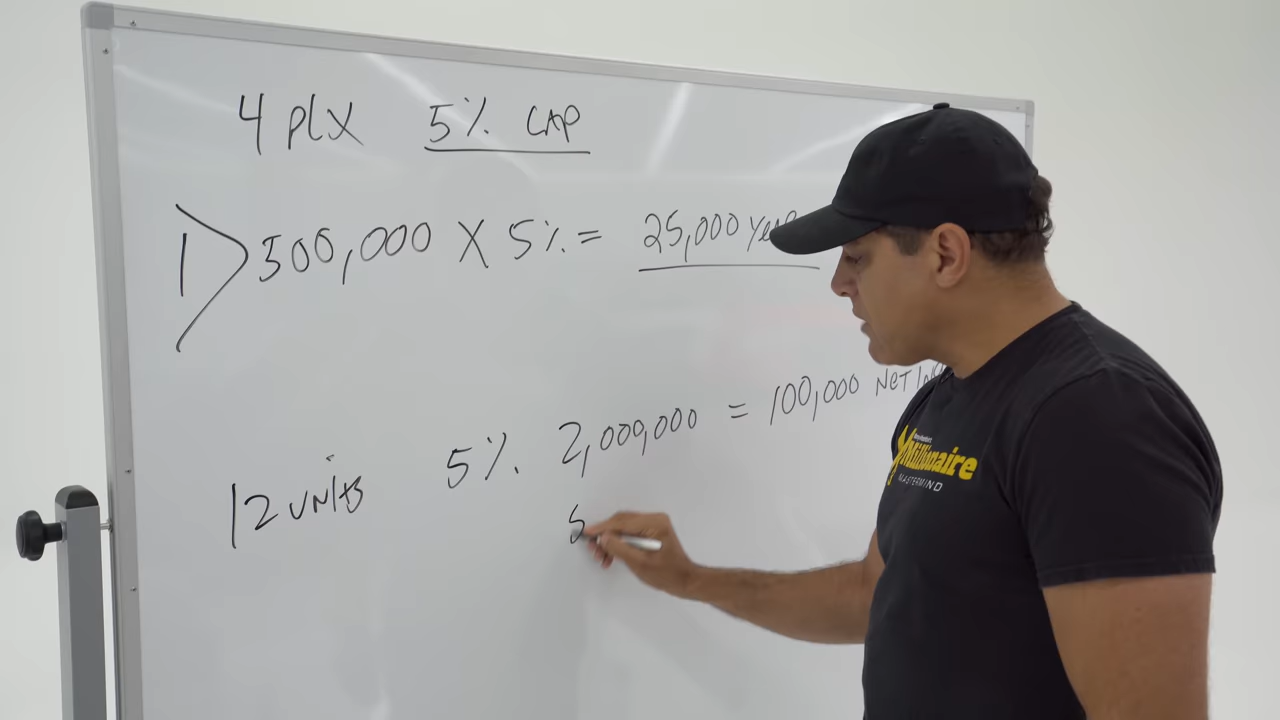 4 PLX 5% CAP
1) 500,000 X 5% = 25,000 Year
12 UNITS 5% 2,000,000 = 100,000 NET
Millionaire
MASTERMIND